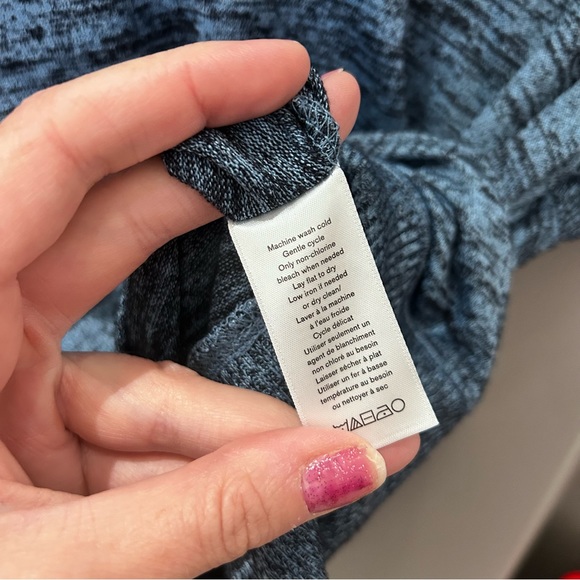 Machine wash cold
Gentle cycle
Only non-chlorine
bleach when needed
Lay flat to dry
Low iron if needed
or dry clean/
Laver à la machine
à l'eau froide
Cycle délicat
Utiliser seulement un
agent de blanchiment
non chloré au besoin
Laisser sécher à plat
Utiliser un fer à basse
température au besoin
ou nettoyer à sec